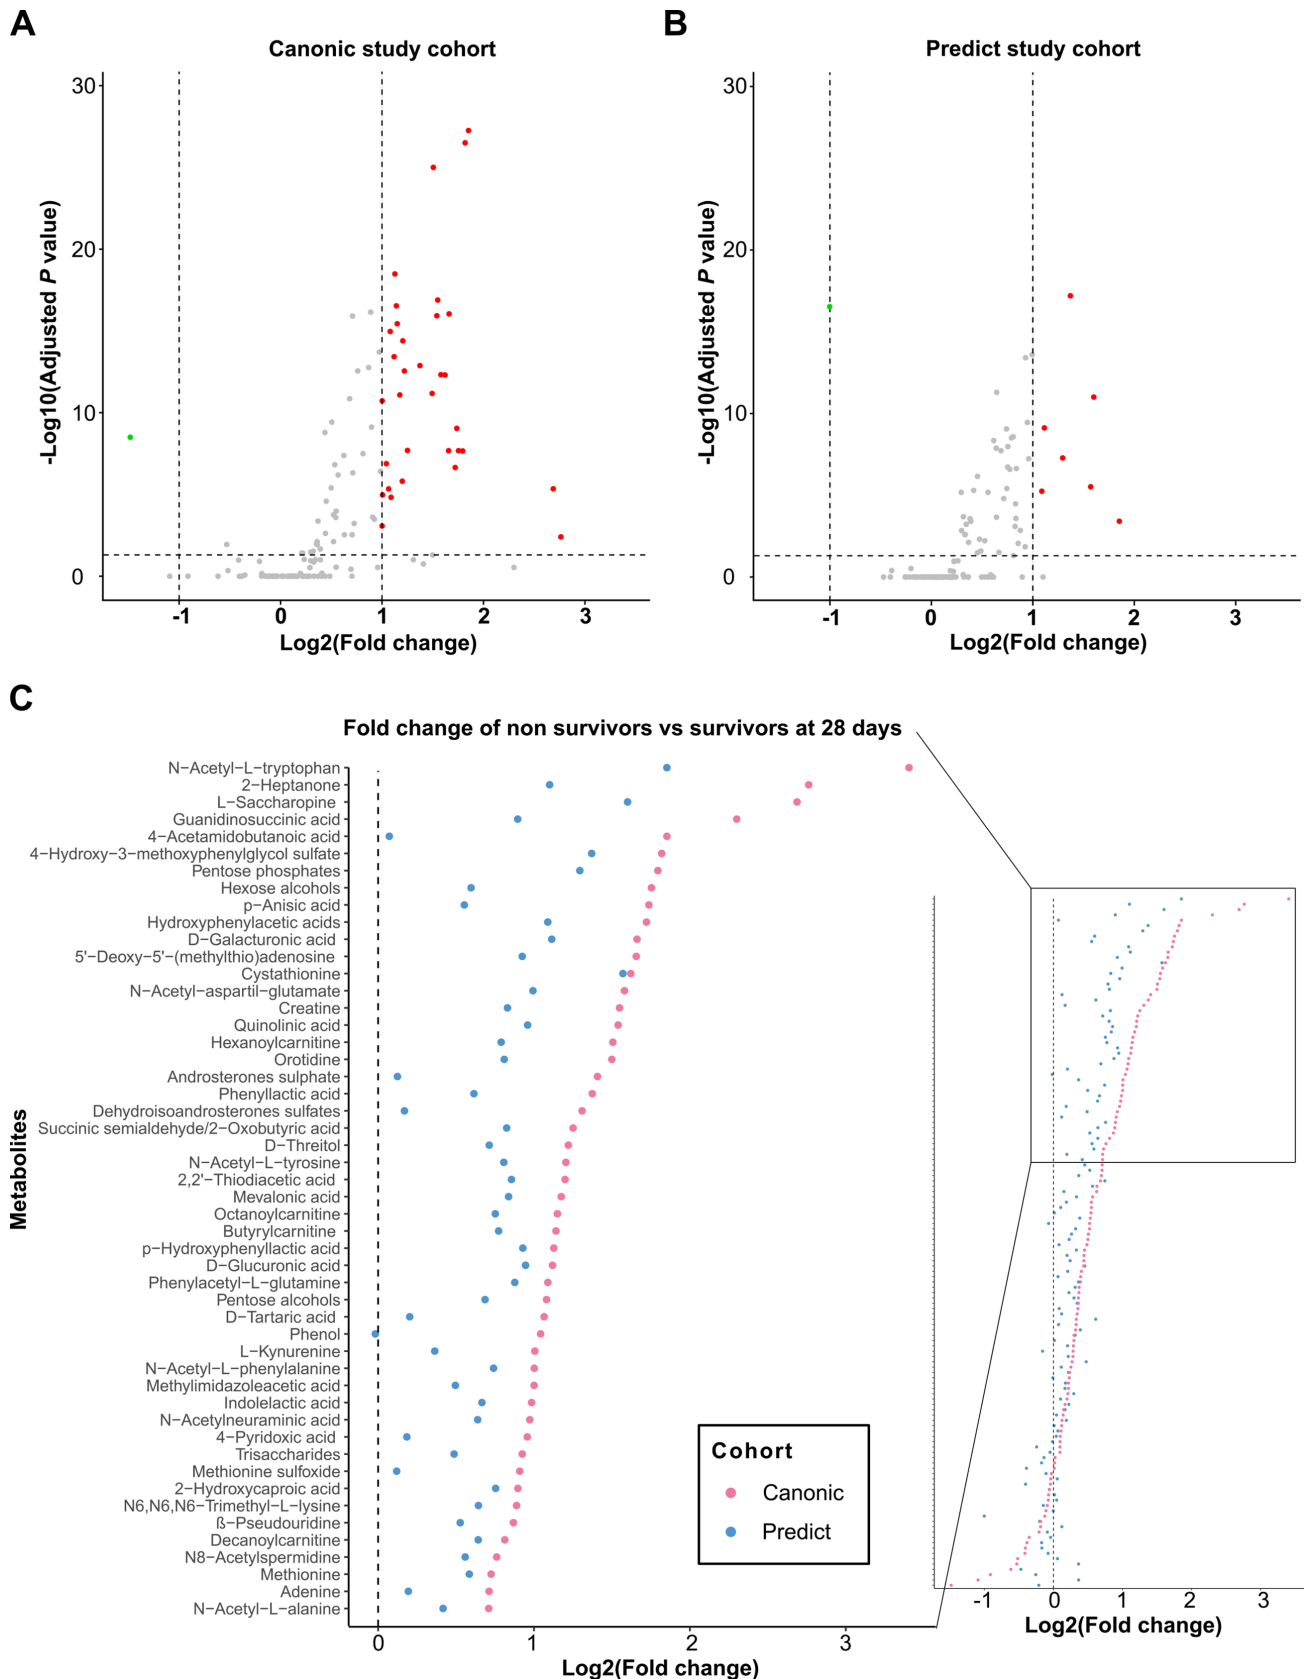 A
B
Canonic study cohort
Predict study cohort
-Log10(Adjusted P value)
30
20
10
0
-1
0
1
2
3
Log2(Fold change)
-Log10(Adjusted P value)
30
20
10
0
-1
0
1
2
3
Log2(Fold change)
C
Fold change of non survivors vs survivors at 28 days
Metabolites
N−Acetyl−L−tryptophan
2−Heptanone
L−Saccharopine
Guanidinosuccinic acid
4−Acetamidobutanoic acid
4−Hydroxy−3−methoxyphenylglycol sulfate
Pentose phosphates
Hexose alcohols
p−Anisic acid
Hydroxyphenylacetic acids
D−Galacturonic acid
5'−Deoxy−5'−(methylthio)adenosine
Cystathionine
N−Acetyl−aspartil−glutamate
Creatine
Quinolinic acid
Hexanoylcarnitine
Orotidine
Androsterones sulphate
Phenyllactic acid
Dehydroisoandrosterones sulfates
Succinic semialdehyde/2−Oxobutyric acid
D−Threitol
N−Acetyl−L−tyrosine
2,2'−Thiodiacetic acid
Mevalonic acid
Octanoylcarnitine
Butyrylcarnitine
p−Hydroxyphenyllactic acid
D−Glucuronic acid
Phenylacetyl−L−glutamine
Pentose alcohols
D−Tartaric acid
Phenol
L−Kynurenine
N−Acetyl−L−phenylalanine
Methylimidazoleacetic acid
Indolelactic acid
N−Acetylneuraminic acid
4−Pyridoxic acid
Trisaccharides
Methionine sulfoxide
2−Hydroxycaproic acid
N6,N6,N6−Trimethyl−L−lysine
ß−Pseudouridine
Decanoylcarnitine
N8−Acetylspermidine
Methionine
Adenine
N−Acetyl−L−alanine
0
1
2
3
Log2(Fold change)
Cohort
Canonic
Predict
-1
0
1
2
3
Log2(Fold change)